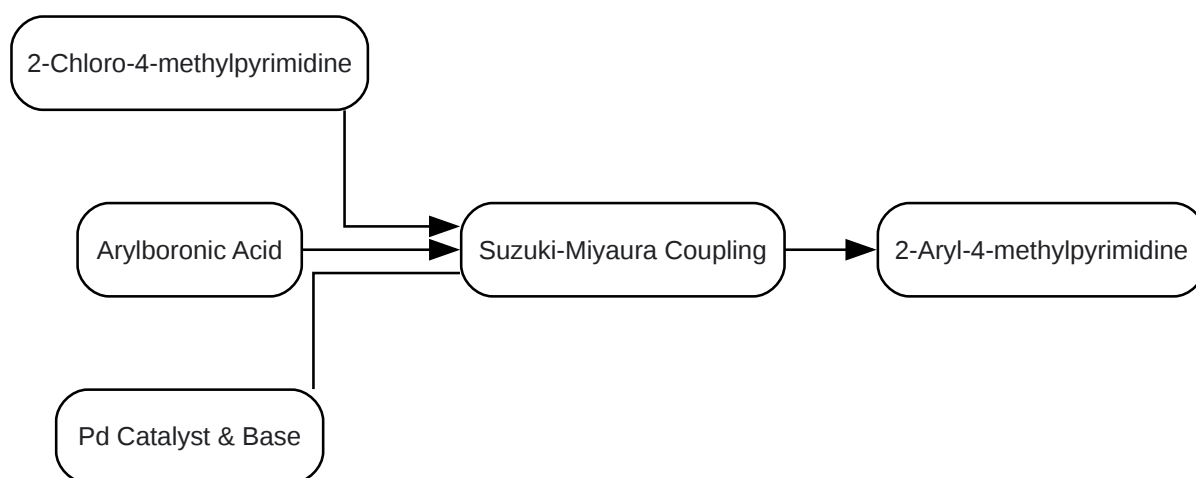 2-Chloro-4-methylpyrimidine
Arylboronic Acid
Suzuki-Miyaura Coupling
2-Aryl-4-methylpyrimidine
Pd Catalyst & Base